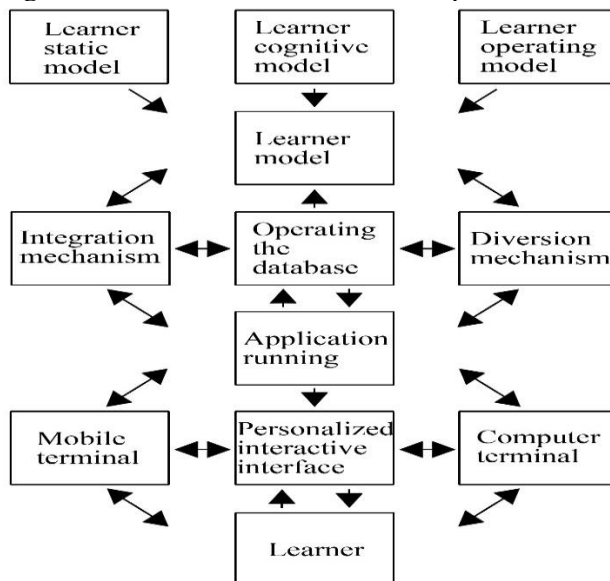 Learner
static
model
Learner
cognitive
model
Learner
operating
model
Learner
model
Integration
mechanism
Operating
the
database
Diversion
mechanism
Application
running
Mobile
terminal
Personalized
interactive
interface
Computer
terminal
Learner